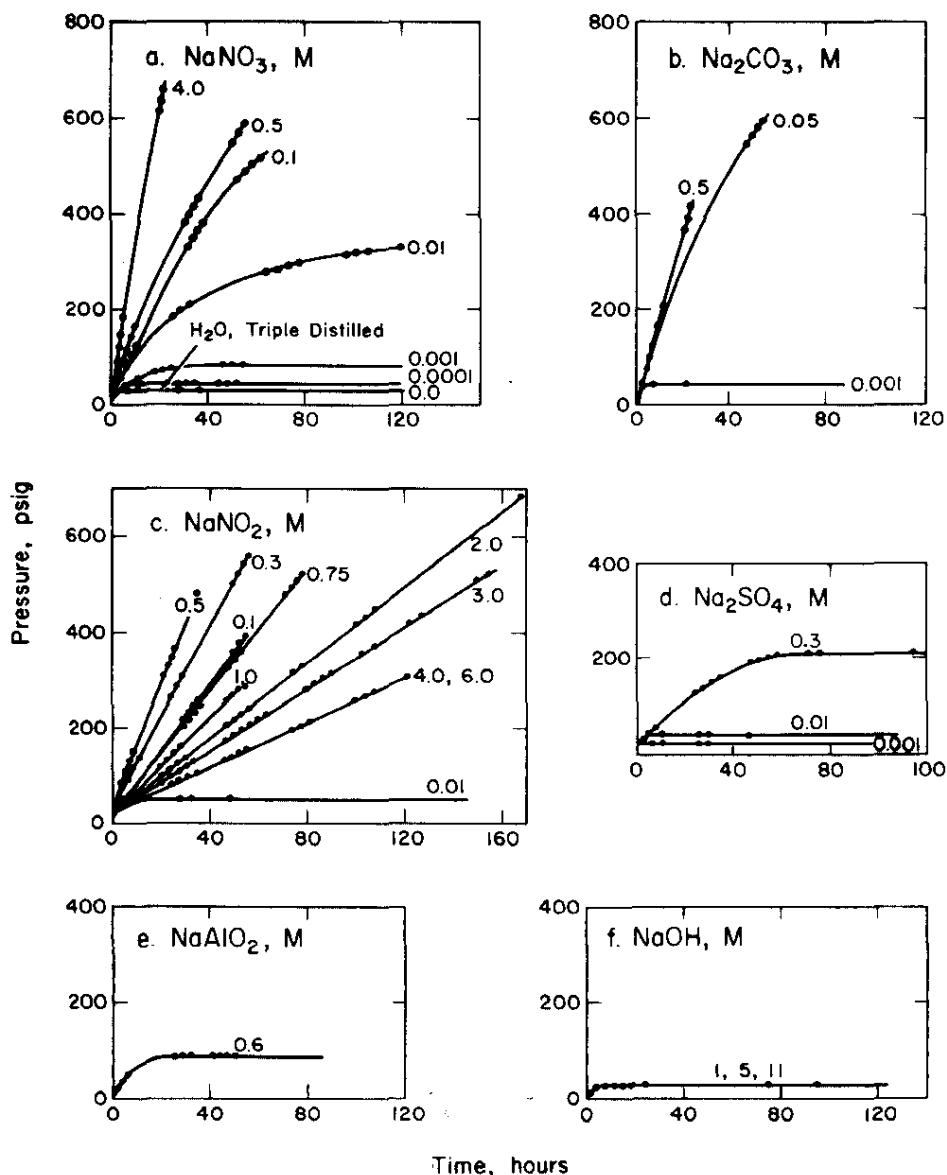 a. NaNO₃, M
800
600
400
200
0
0 40 80 120
4.0
0.5
0.1
0.01
H₂O, Triple Distilled
0.001
0.0001
0.0
b. Na₂CO₃, M
800
600
400
200
0
0 40 80 120
0.05
0.5
0.001
Pressure, psig
c. NaNO₂, M
600
400
200
0
0 40 80 120 160
0.5
0.3
0.75
0.1
1.0
2.0
3.0
4.0, 6.0
0.01
d. Na₂SO₄, M
400
200
0
0 20 40 60 80 100
0.3
0.01
0.001
e. NaAlO₂, M
400
200
0
0 40 80 120
0.6
f. NaOH, M
400
200
0
0 40 80 120
1, 5, 11
Time, hours